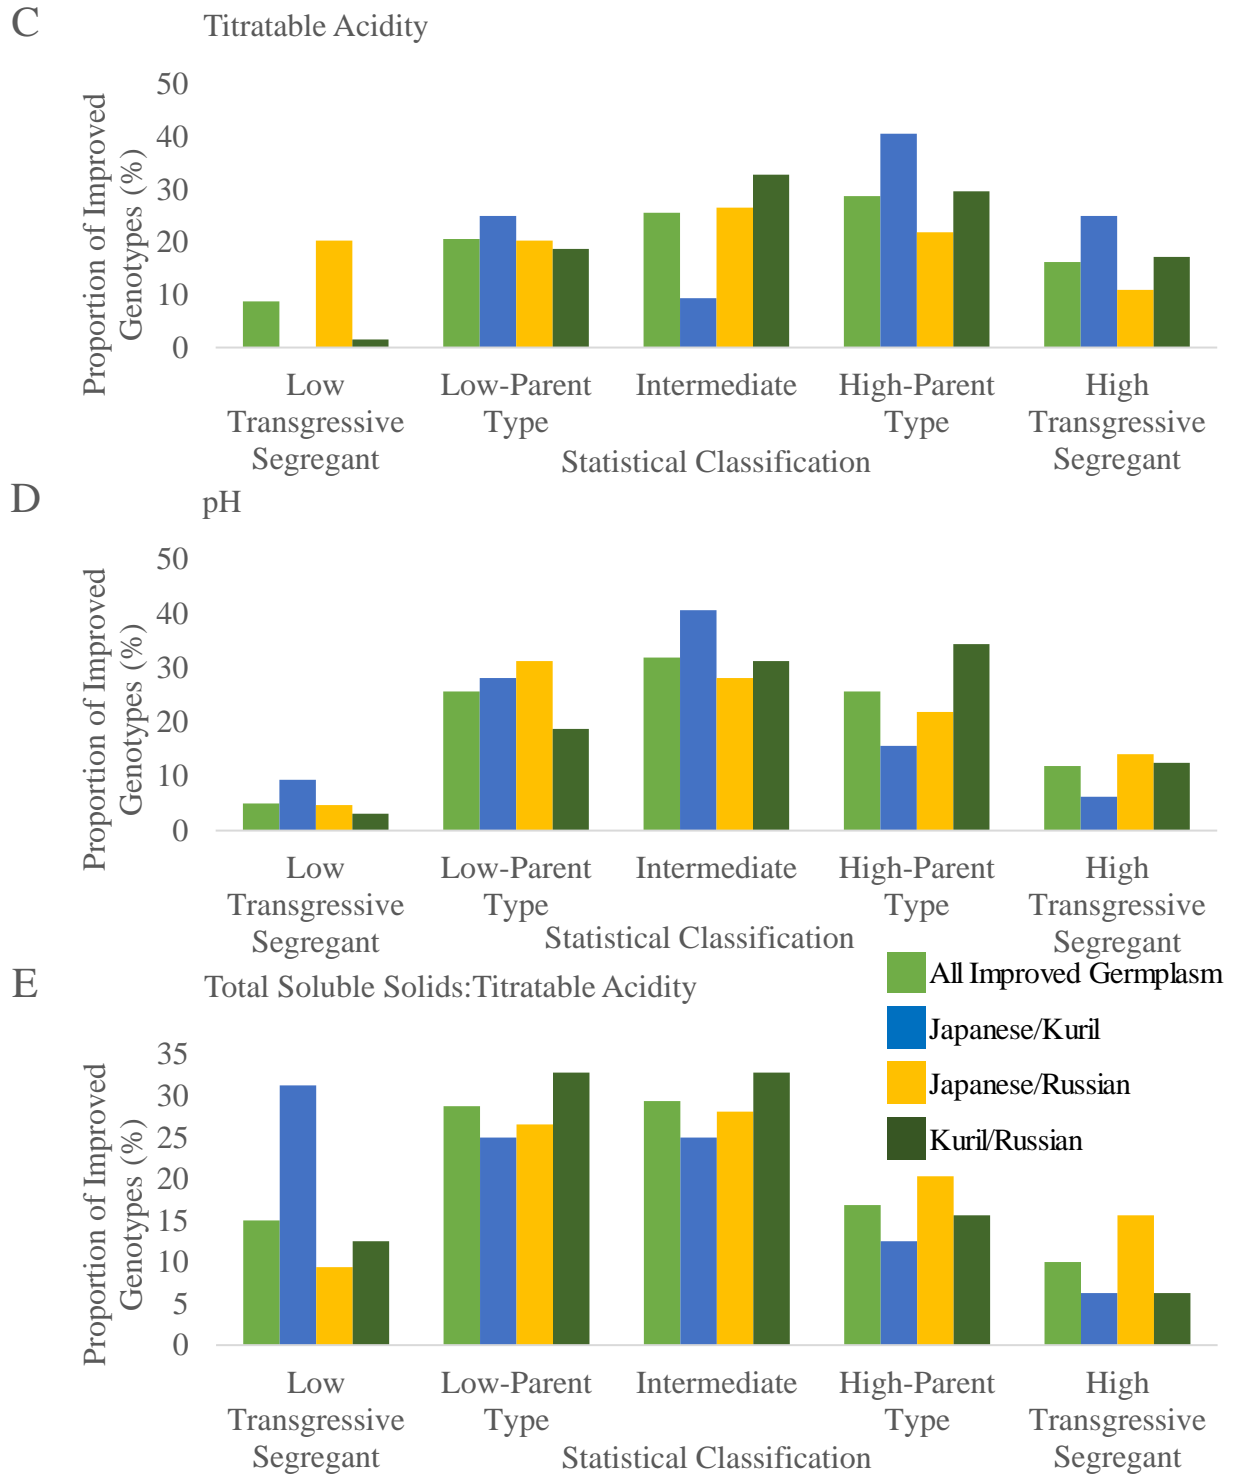 C
Titratable Acidity
Proportion of Improved
Genotypes (%)
50
40
30
20
10
0
Low
Transgressive
Segregant
Low-Parent
Type
Intermediate
High-Parent
Type
High
Transgressive
Segregant
Statistical Classification
D
pH
Proportion of Improved
Genotypes (%)
50
40
30
20
10
0
Low
Transgressive
Segregant
Low-Parent
Type
Intermediate
High-Parent
Type
High
Transgressive
Segregant
Statistical Classification
E
Total Soluble Solids:Titratable Acidity
All Improved Germplasm
Japanese/Kuril
Japanese/Russian
Kuril/Russian
Proportion of Improved
Genotypes (%)
35
30
25
20
15
10
5
0
Low
Transgressive
Segregant
Low-Parent
Type
Intermediate
High-Parent
Type
High
Transgressive
Segregant
Statistical Classification